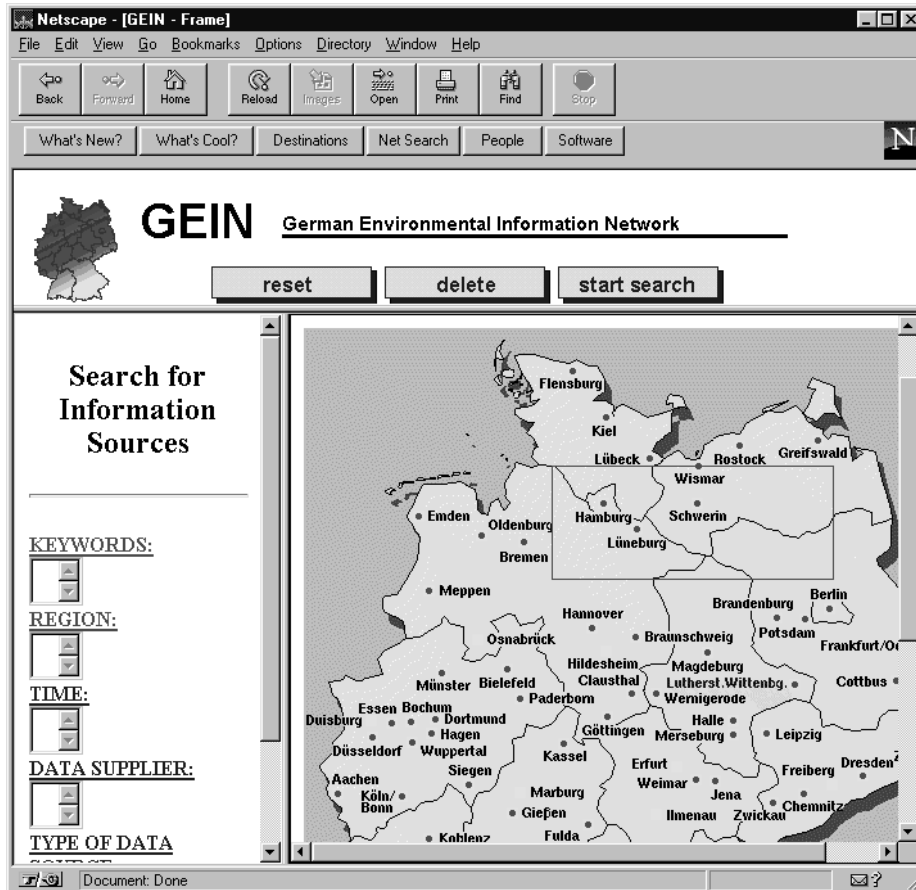 Netscape - [GEIN - Frame]
File Edit View Go Bookmarks Options Directory Window Help
Back Forward Home Reload Images Open Print Find Stop
What's New? What's Cool? Destinations Net Search People Software
N
GEIN German Environmental Information Network
reset delete start search
Search for
Information
Sources
KEYWORDS:
REGION:
TIME:
DATA SUPPLIER:
TYPE OF DATA
Flensburg
Kiel
Lübeck
Rostock
Greifswald
Wismar
Emden
Oldenburg
Hamburg
Schwerin
Bremen
Lüneburg
Meppen
Hannover
Brandenburg
Berlin
Osnabrück
Braunschweig
Potsdam
Frankfurt/Od
Hildesheim
Magdeburg
Münster
Bielefeld
Clausthal
Lutherst.Wittenbg.
Cottbus
Paderborn
Wernigerode
Essen
Bochum
Duisburg
Dortmund
Göttingen
Halle
Hagen
Merseburg
Leipzig
Düsseldorf
Wuppertal
Kassel
Siegen
Erfurt
Freiberg
Dresden
Aachen
Weimar
Köln/
Bonn
Marburg
Jena
Gießen
Ilmenau
Zwickau
Chemnitz
Koblenz
Fulda
Document: Done
?